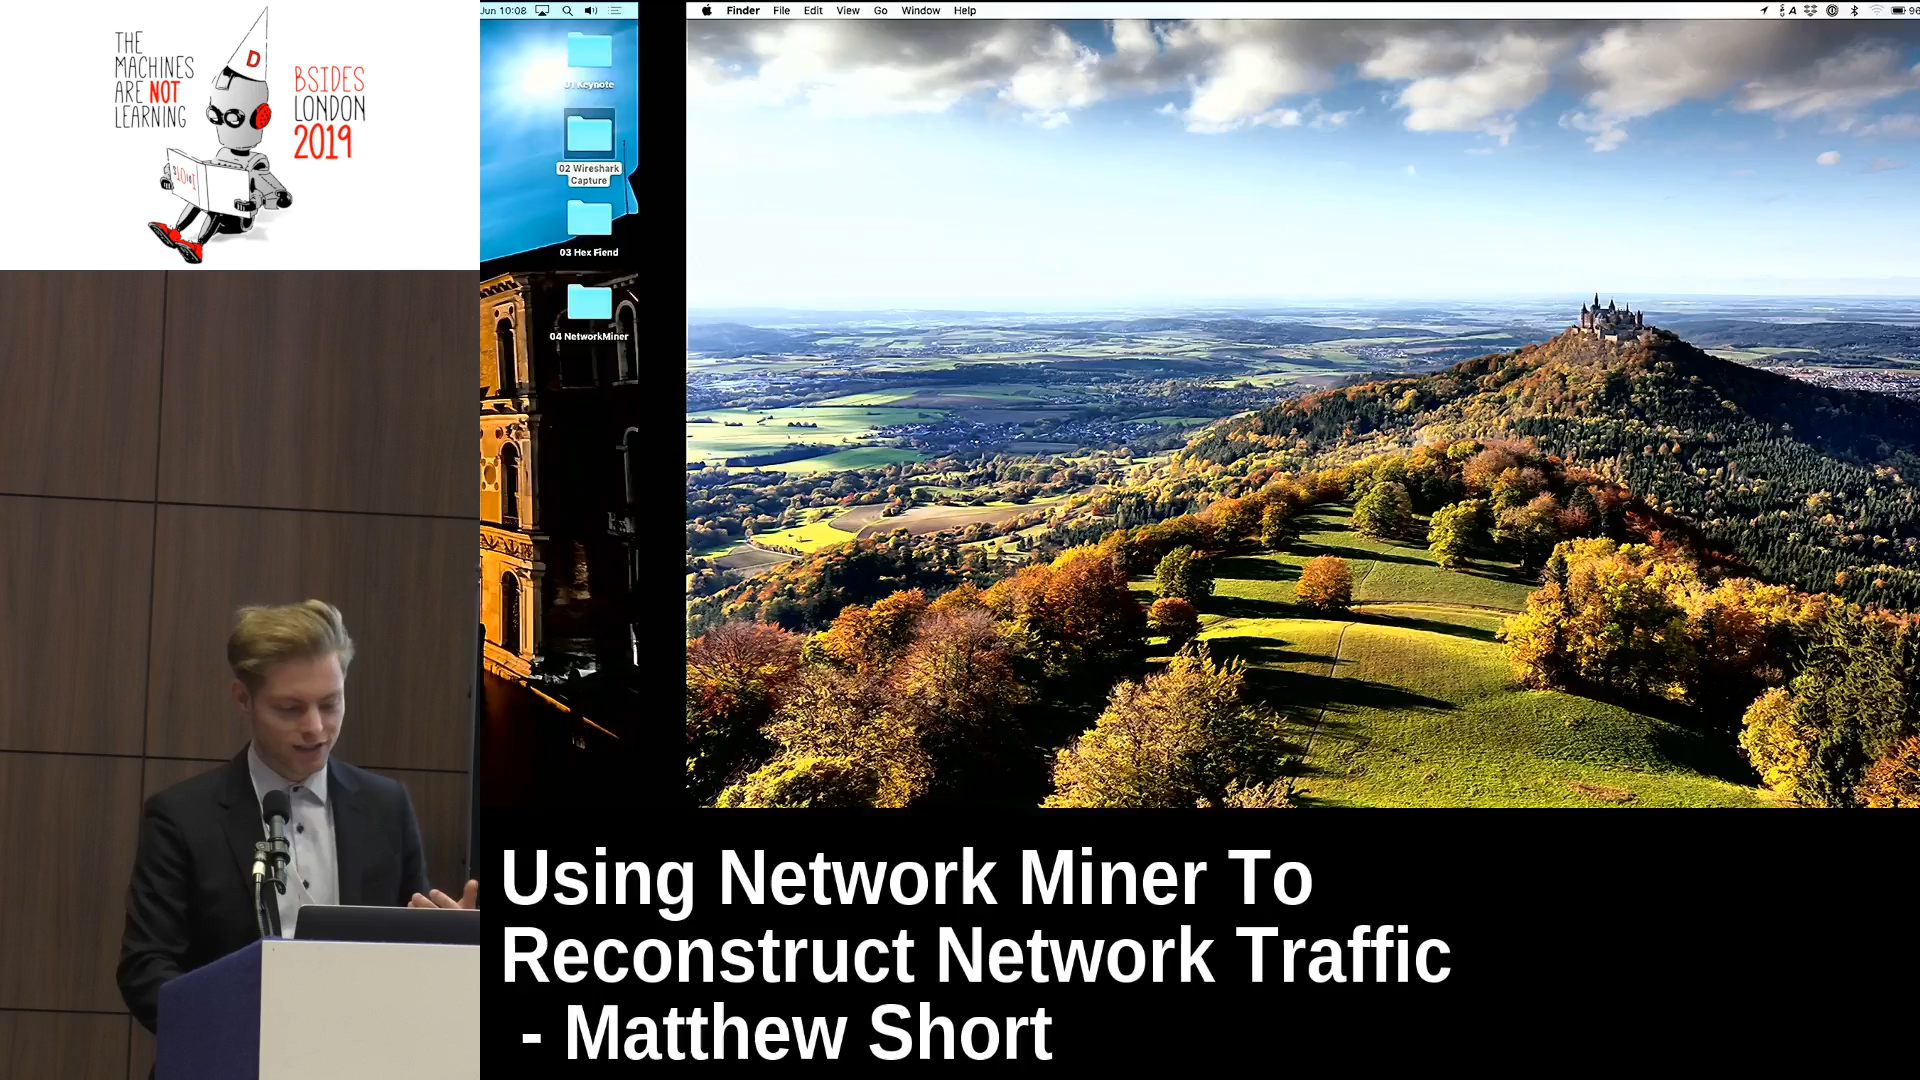 THE
MACHINES
ARE NOT
LEARNING
D
BSIDES
LONDON
2019
Jun 10:08
Finder File Edit View Go Window Help
Keynote
02 Wireshark
Capture
03 Hex Fiend
04 NetworkMiner
Using Network Miner To
Reconstruct Network Traffic
- Matthew Short